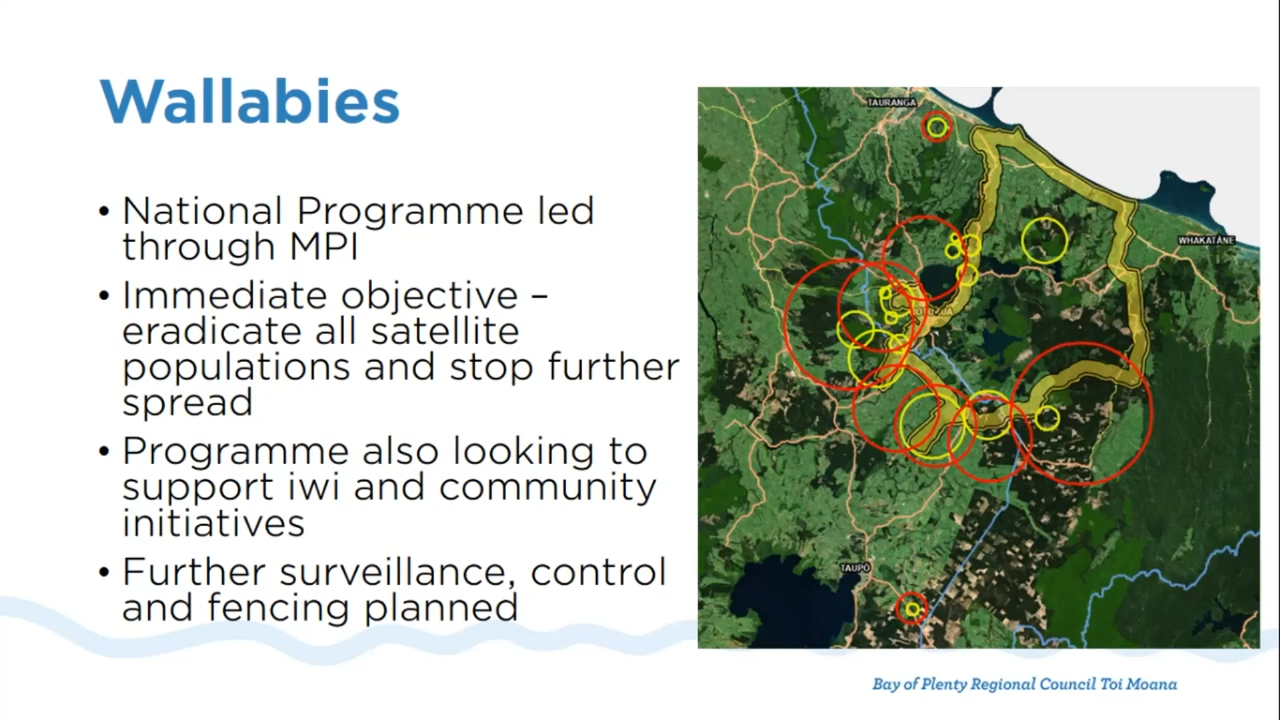 Wallabies
• National Programme led
through MPI
• Immediate objective –
eradicate all satellite
populations and stop further
spread
• Programme also looking to
support iwi and community
initiatives
• Further surveillance, control
and fencing planned
TAURANGA
WHAKATĀNE
TAUPŌ
Bay of Plenty Regional Council Toi Moana